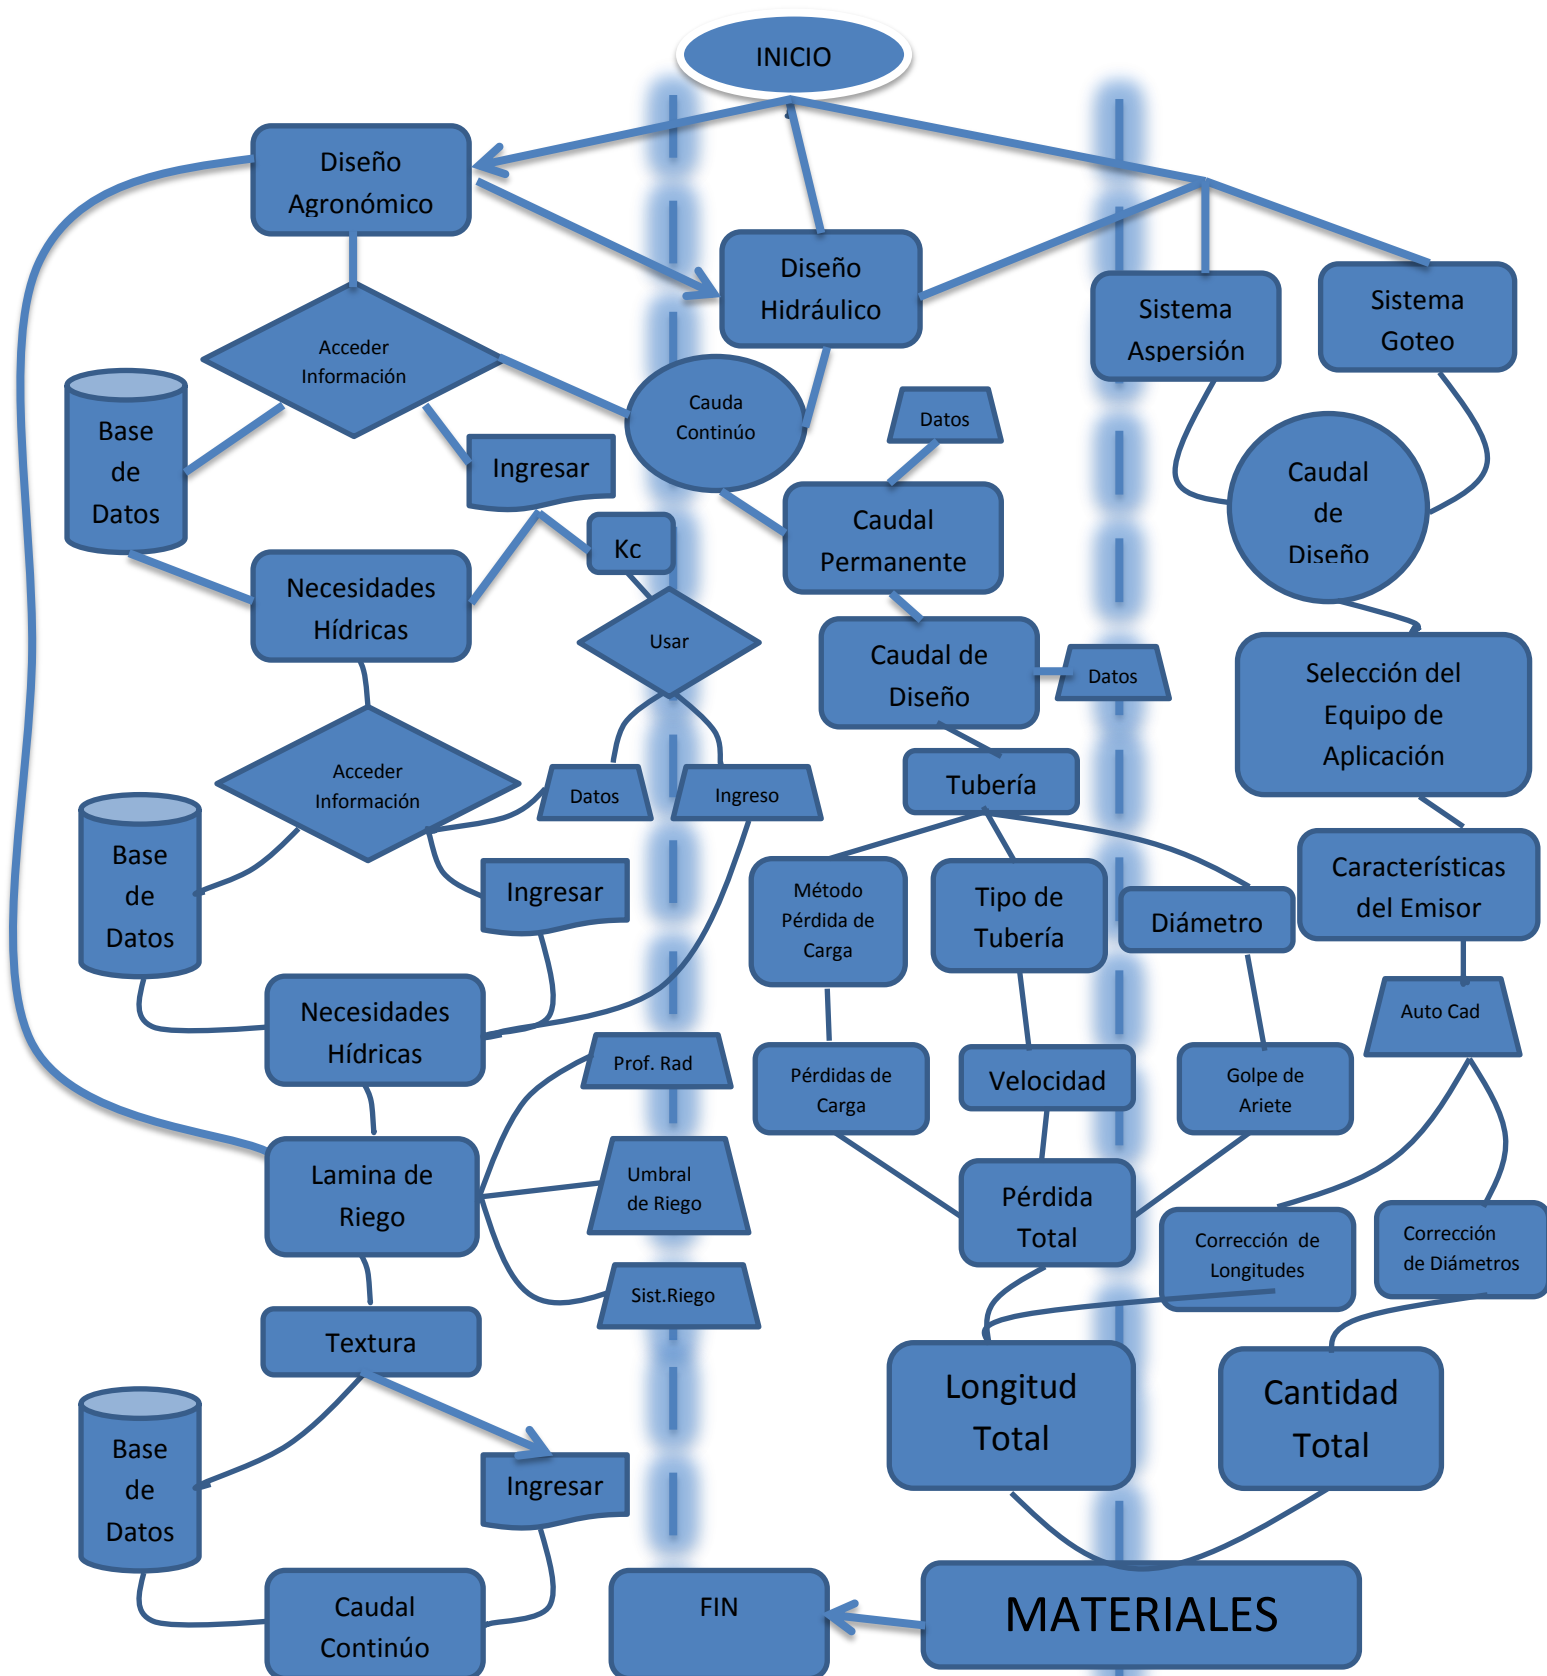 INICIO
Diseño
Agronómico
Diseño
Hidráulico
Sistema
Aspersión
Sistema
Goteo
Acceder
Información
Cauda
Continúo
Datos
Base
de
Datos
Ingresar
Caudal
de
Diseño
Caudal
Permanente
Kc
Necesidades
Hídricas
Usar
Caudal de
Diseño
Datos
Selección del
Equipo de
Aplicación
Acceder
Información
Datos
Ingreso
Tubería
Base
de
Datos
Ingresar
Método
Pérdida de
Carga
Tipo de
Tubería
Diámetro
Característicias
del Emisor
Necesidades
Hídricas
Auto Cad
Prof. Rad
Pérdidas de
Carga
Velocidad
Golpe de
Ariete
Lamina de
Riego
Umbral
de Riego
Pérdida
Total
Corrección  de
Longitudes
Corrección
de Diámetros
Sist.Riego
Textura
Longitud
Total
Cantidad
Total
Base
de
Datos
Ingresar
Caudal
Continúo
FIN
MATERIALES